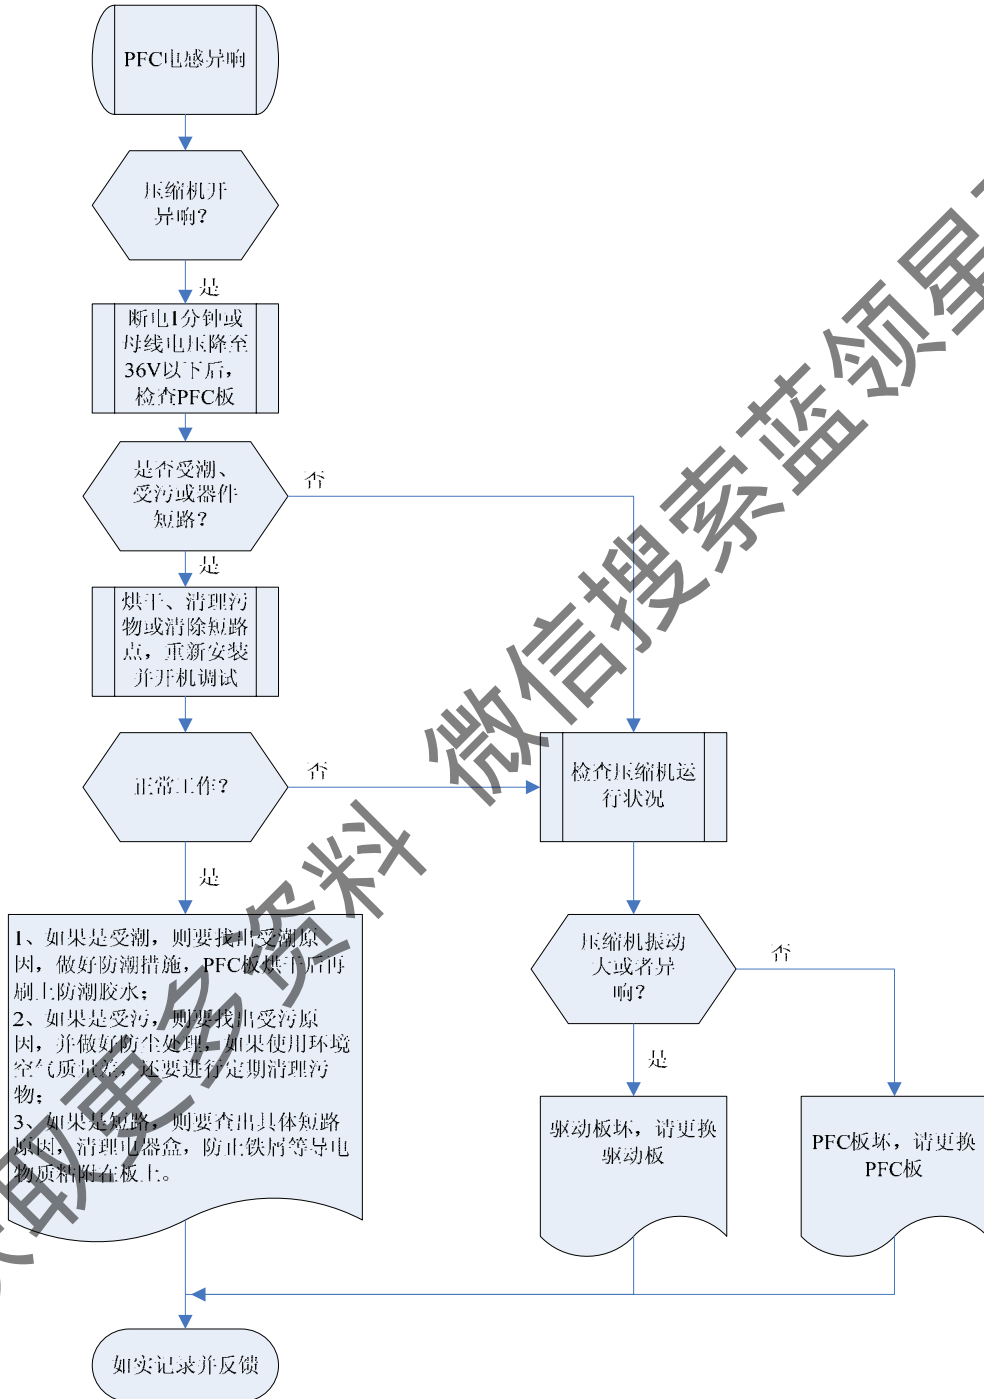 PFC电感异响
压缩机开
异响？
是
断电1分钟或
母线电压降至
36V以下后，
检查PFC板
是否受潮、
受污或器件
短路？
否
是
烘干、清理污
物或清除短路
点，重新安装
并开机调试
正常工作？
否
检查压缩机运
行状况
是
1、如果是受潮，则要找出受潮原
因，做好防潮措施，PFC板烘干后再
刷上防潮胶水；
2、如果是受污，则要找出受污原
因，并做好防尘处理，如果使用环境
空气质量差，还要进行定期清理污
物；
3、如果是短路，则要查出具体短路
原因，清理电器盒，防止铁屑等导电
物质粘附在板上。
压缩机振动
大或者异
响？
否
是
驱动板坏，请更换
驱动板
PFC板坏，请更换
PFC板
如实记录并反馈
取更多资料 微信搜索蓝领星